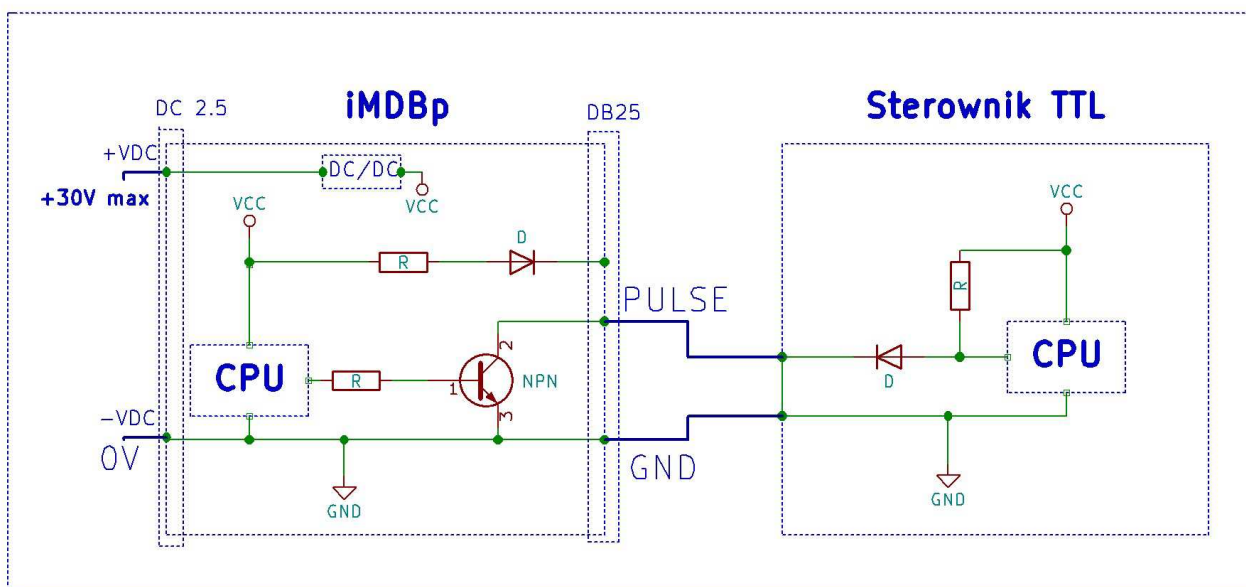 iMDBp
Sterownik TTL
DC 2.5
DB25
+VDC
+30V max
DC/DC
VCC
VCC
VCC
R
D
PULSE
R
CPU
R
1
2
3
NPN
D
CPU
-VDC
0V
GND
GND
GND